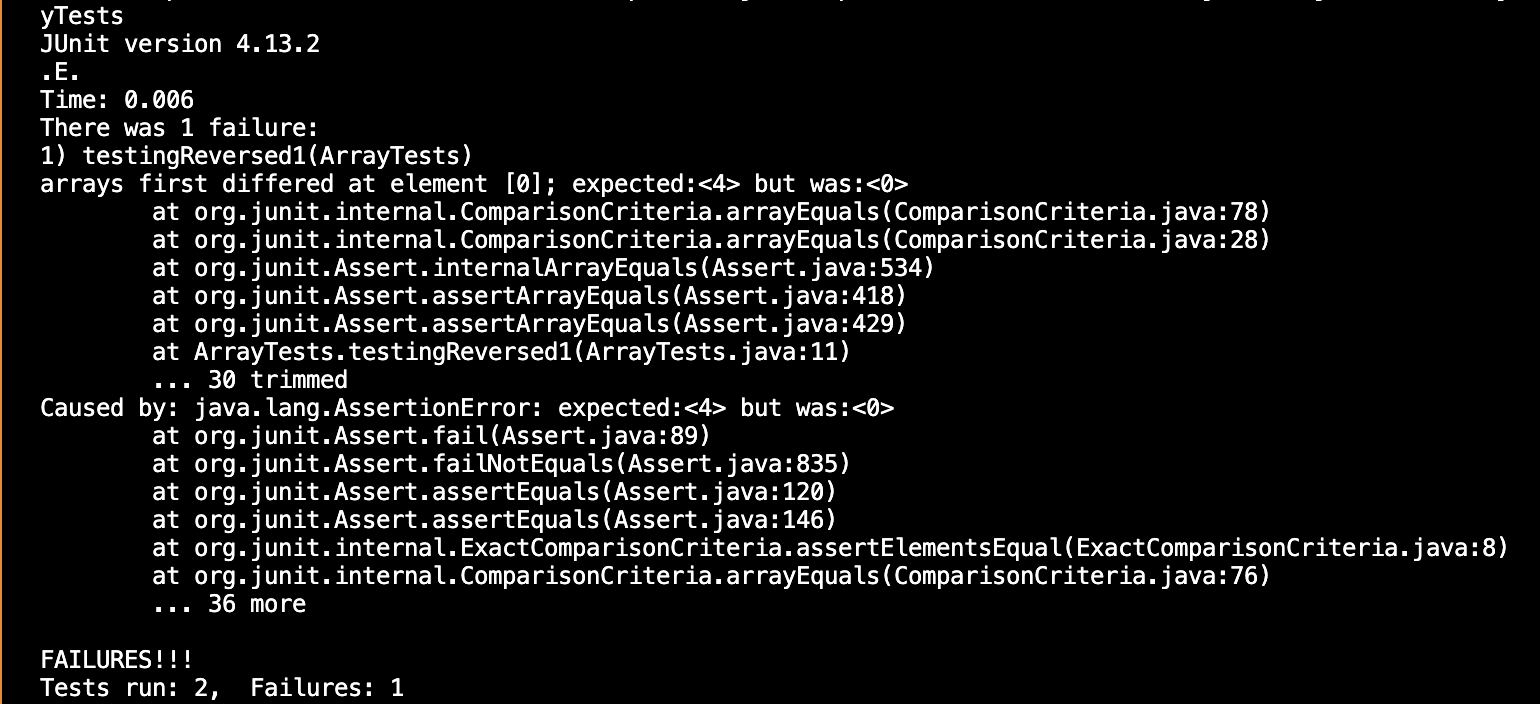 yTests
JUnit version 4.13.2
.E.
Time: 0.006
There was 1 failure:
1) testingReversed1(ArrayTests)
arrays first differed at element [0]; expected:<4> but was:<0>
        at org.junit.internal.ComparisonCriteria.arrayEquals(ComparisonCriteria.java:78)
        at org.junit.internal.ComparisonCriteria.arrayEquals(ComparisonCriteria.java:28)
        at org.junit.Assert.internalArrayEquals(Assert.java:534)
        at org.junit.Assert.assertArrayEquals(Assert.java:418)
        at org.junit.Assert.assertArrayEquals(Assert.java:429)
        at ArrayTests.testingReversed1(ArrayTests.java:11)
        ... 30 trimmed
Caused by: java.lang.AssertionError: expected:<4> but was:<0>
        at org.junit.Assert.fail(Assert.java:89)
        at org.junit.Assert.failNotEquals(Assert.java:835)
        at org.junit.Assert.assertEquals(Assert.java:120)
        at org.junit.Assert.assertEquals(Assert.java:146)
        at org.junit.internal.ExactComparisonCriteria.assertElementsEqual(ExactComparisonCriteria.java:8)
        at org.junit.internal.ComparisonCriteria.arrayEquals(ComparisonCriteria.java:76)
        ... 36 more

FAILURES!!!
Tests run: 2,  Failures: 1